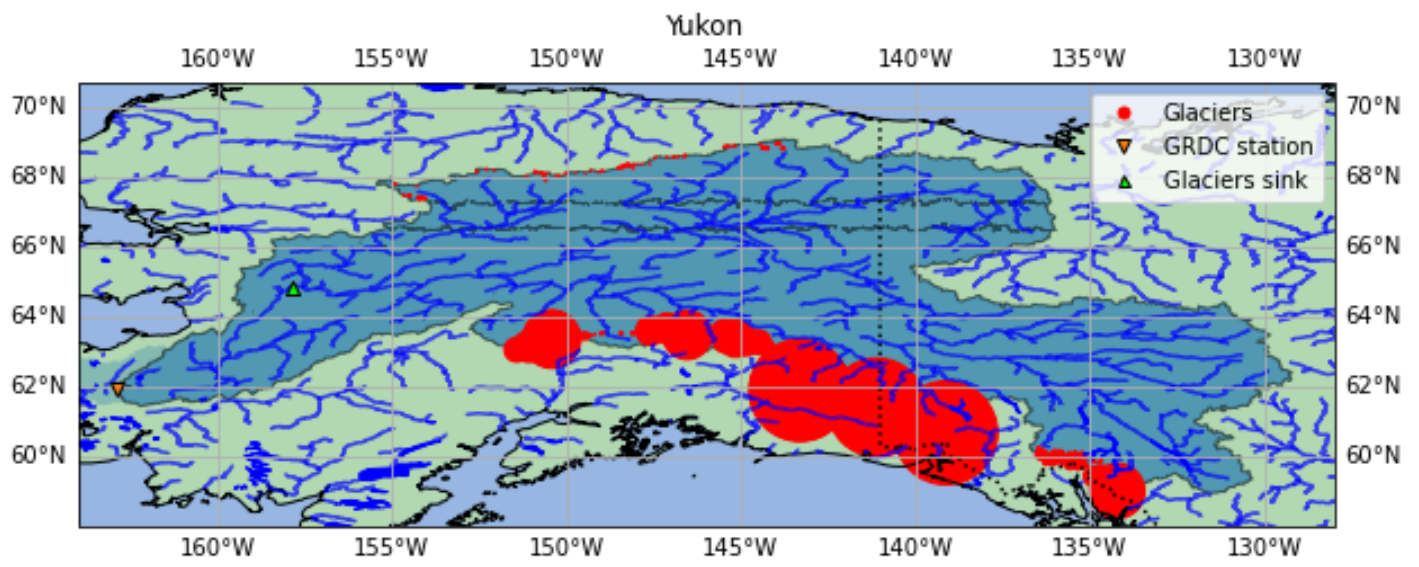 Yukon
160°W 155°W 150°W 145°W 140°W 135°W 130°W
70°N 70°N
Glaciers
GRDC station
Glaciers sink
68°N 68°N
66°N 66°N
64°N 64°N
62°N 62°N
60°N 60°N
160°W 155°W 150°W 145°W 140°W 135°W 130°W